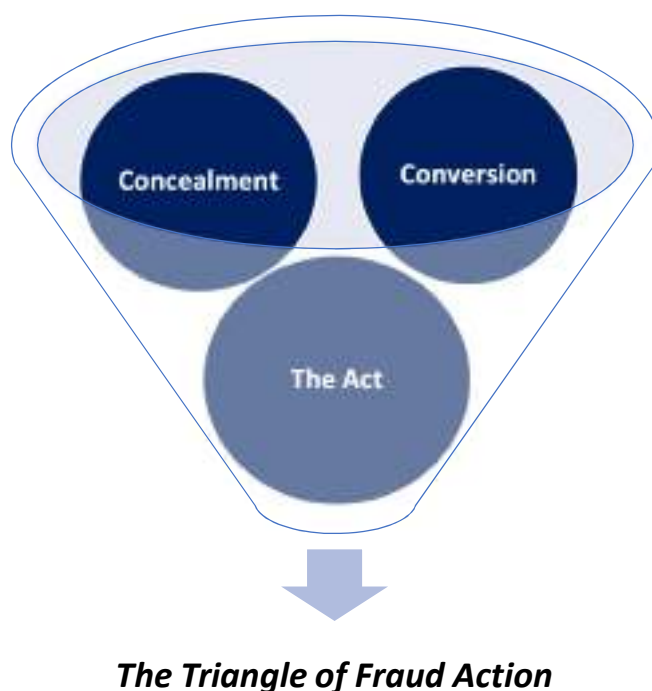 Concealment
Conversion
The Act
The Triangle of Fraud Action